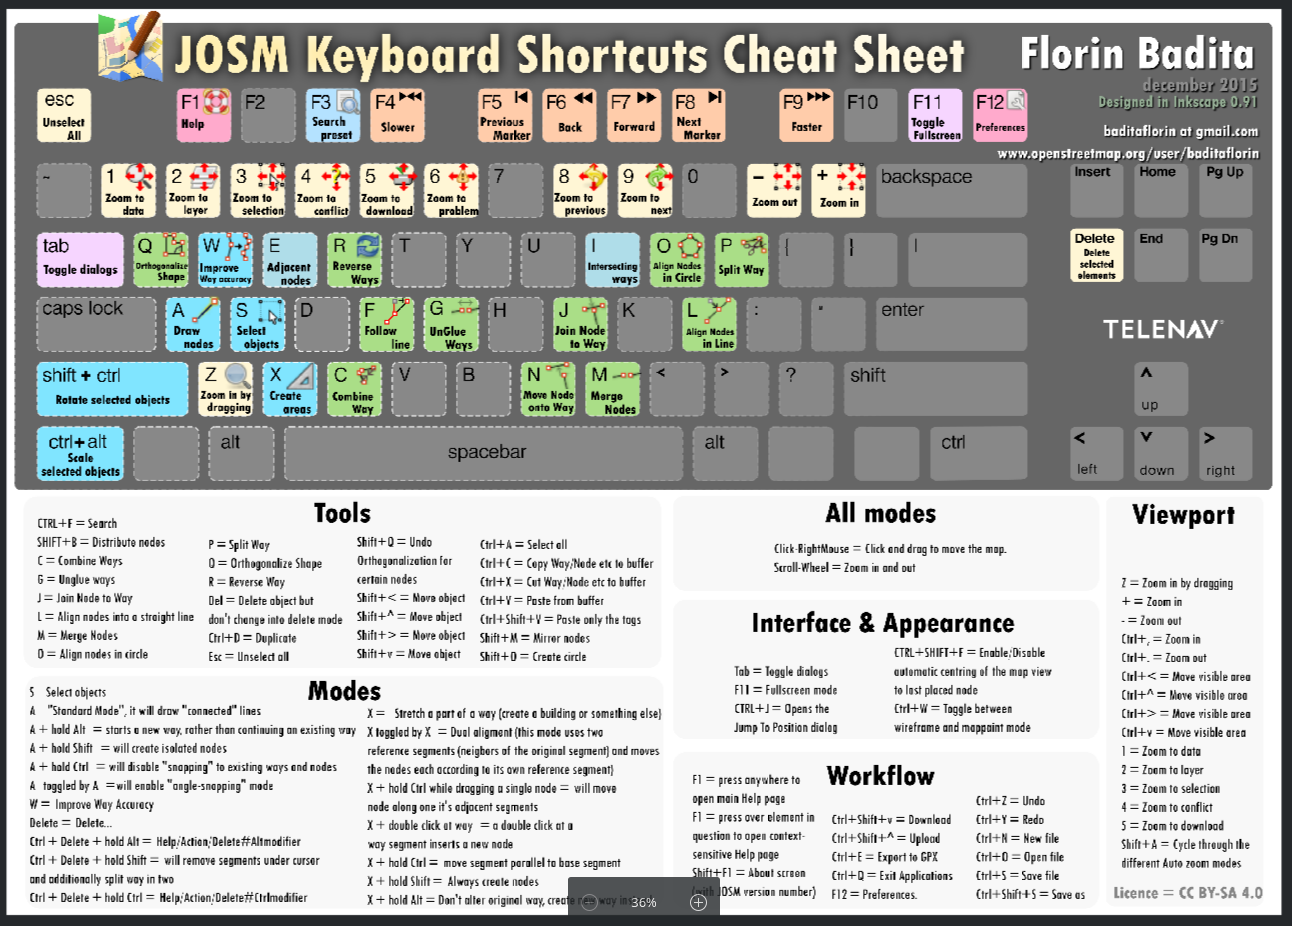 JOSM Keyboard Shortcuts Cheat Sheet
Florin Badita
december 2015
Designed in Inkscape 0.91
baditaflorin at gmail.com
www.openstreetmap.org/user/baditaflorin
esc
Unselect
All
F1
Help
F2
F3
Search
preset
F4
Slower
F5
Previous
Marker
F6
Back
F7
Forward
F8
Next
Marker
F9
Faster
F10
F11
Toggle
Fullscreen
F12
Preferences
~
1
Zoom to
data
2
Zoom to
layer
3
Zoom to
selection
4
Zoom to
conflict
5
Zoom to
download
6
Zoom to
problem
7
8
Zoom to
previous
9
Zoom to
next
0
-
Zoom out
+
Zoom in
backspace
Insert
Home
Pg Up
tab
Toggle dialogs
Q
Orthogonalize
Shape
W
Improve
Way accuracy
E
Adjacent
nodes
R
Reverse
Ways
T
Y
U
I
Intersecting
ways
O
Align Nodes
in Circle
P
Split Way
{
}
|
Delete
Delete
selected
elements
End
Pg Dn
caps lock
A
Draw
nodes
S
Select
objects
D
F
Follow
line
G
UnGlue
Ways
H
J
Join Node
to Way
K
L
Align Nodes
in Line
:
"
enter
TELENAV
shift + ctrl
Rotate selected objects
Z
Zoom in by
dragging
X
Create
areas
C
Combine
Way
V
B
N
Move Node
onto Way
M
Merge
Nodes
<
>
?
shift
^
up
ctrl+alt
Scale
selected objects
alt
spacebar
alt
ctrl
<
left
v
down
>
right
Tools
CTRL+F = Search
SHIFT+B = Distribute nodes
C = Combine Ways
G = Unglue ways
J = Join Node to Way
L = Align nodes into a straight line
M = Merge Nodes
O = Align nodes in circle
P = Split Way
Q = Orthogonalize Shape
R = Reverse Way
Del = Delete object but
don't change into delete mode
Ctrl+D = Duplicate
Esc = Unselect all
Shift+Q = Undo
Orthogonalization for
certain nodes
Shift+< = Move object
Shift+^ = Move object
Shift+> = Move object
Shift+v = Move object
Ctrl+A = Select all
Ctrl+C = Copy Way/Node etc to buffer
Ctrl+X = Cut Way/Node etc to buffer
Ctrl+V = Paste from buffer
Ctrl+Shift+V = Paste only the tags
Shift+M = Mirror nodes
Shift+O = Create circle
Modes
S Select objects
A "Standard Mode", it will draw "connected" lines
A + hold Alt = starts a new way, rather than continuing an existing way
A + hold Shift = will create isolated nodes
A + hold Ctrl = will disable "snapping" to existing ways and nodes
A toggled by A =will enable "angle-snapping" mode
W = Improve Way Accuracy
Delete = Delete...
Ctrl + Delete + hold Alt = Help/Action/Delete#Altmodifier
Ctrl + Delete + hold Shift = will remove segments under cursor
and additionally split way in two
Ctrl + Delete + hold Ctrl = Help/Action/Delete#Ctrlmodifier
X = Stretch a part of a way (create a building or something else)
X toggled by X = Dual aligment (this mode uses two
reference segments (neigbors of the original segment) and moves
the nodes each according to its own reference segment)
X + hold Ctrl while dragging a single node = will move
node along one it's adjacent segments
X + double click at way = a double click at a
way segment inserts a new node
X + hold Ctrl = move segment parallel to base segment
X + hold Shift = Always create nodes
X + hold Alt = Don't alter original way, create new way
All modes
Click-RightMouse = Click and drag to move the map.
Scroll-Wheel = Zoom in and out
Interface & Appearance
Tab = Toggle dialogs
F11 = Fullscreen mode
CTRL+J = Opens the
Jump To Position dialog
CTRL+SHIFT+F = Enable/Disable
automatic centring of the map view
to last placed node
Ctrl+W = Toggle between
wireframe and mappaint mode
Workflow
F1 = press anywhere to
open main Help page
F1 = press over element in
question to open context-
sensitive Help page
Shift+F1 = About screen
(with JOSM version number)
Ctrl+Shift+v = Download
Ctrl+Shift+^ = Upload
Ctrl+E = Export to GPX
Ctrl+Q = Exit Applications
F12 = Preferences.
Ctrl+Z = Undo
Ctrl+Y = Redo
Ctrl+N = New file
Ctrl+O = Open file
Ctrl+S = Save file
Ctrl+Shift+S = Save as
Viewport
Z = Zoom in by dragging
+ = Zoom in
- = Zoom out
Ctrl+, = Zoom in
Ctrl+. = Zoom out
Ctrl+< = Move visible area
Ctrl+^ = Move visible area
Ctrl+> = Move visible area
Ctrl+v = Move visible area
1 = Zoom to data
2 = Zoom to layer
3 = Zoom to selection
4 = Zoom to conflict
5 = Zoom to download
Shift+A = Cycle through the
different Auto zoom modes
Licence = CC BY-SA 4.0
36%